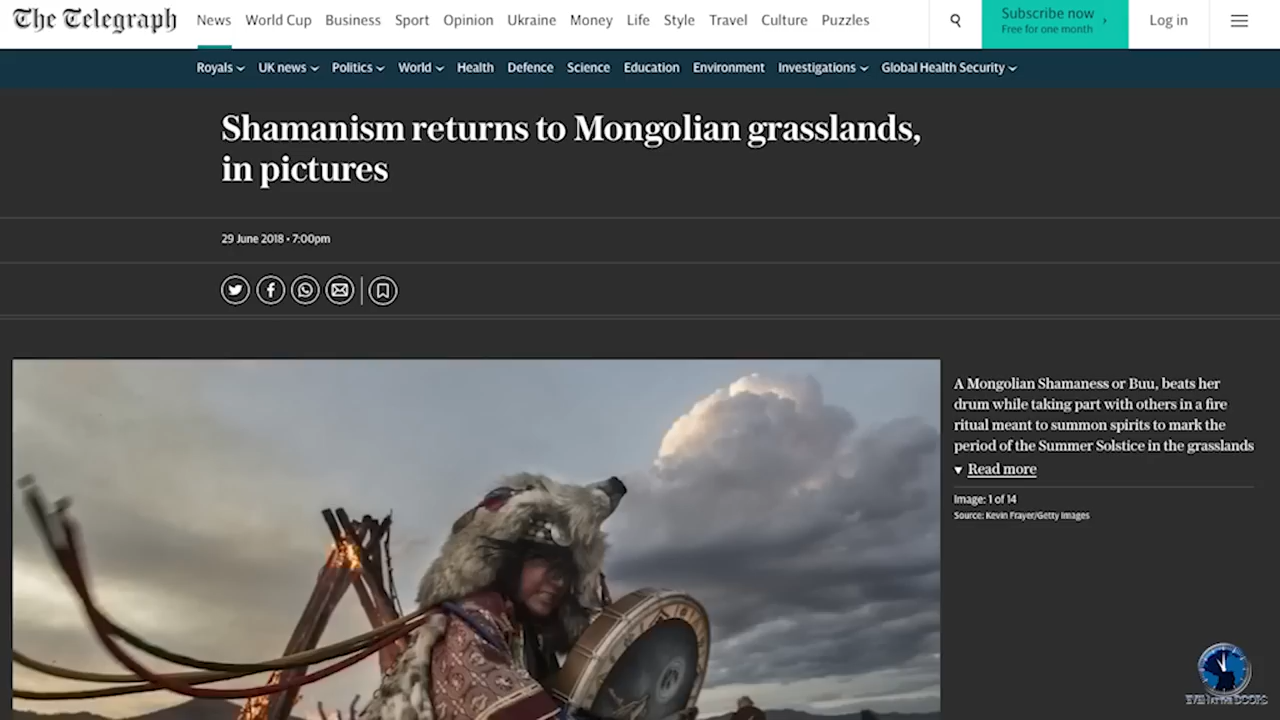 The Telegraph
News World Cup Business Sport Opinion Ukraine Money Life Style Travel Culture Puzzles
Subscribe now
Free for one month
Log in
Royals UK news Politics World Health Defence Science Education Environment Investigations Global Health Security
Shamanism returns to Mongolian grasslands,
in pictures
29 June 2018 • 7:00pm
A Mongolian Shamaness or Buu, beats her
drum while taking part with others in a fire
ritual meant to summon spirits to mark the
period of the Summer Solstice in the grasslands
Read more
Image: 1 of 14
Source: Kevin Frayer/Getty Images
EVEN AT THE DOORS